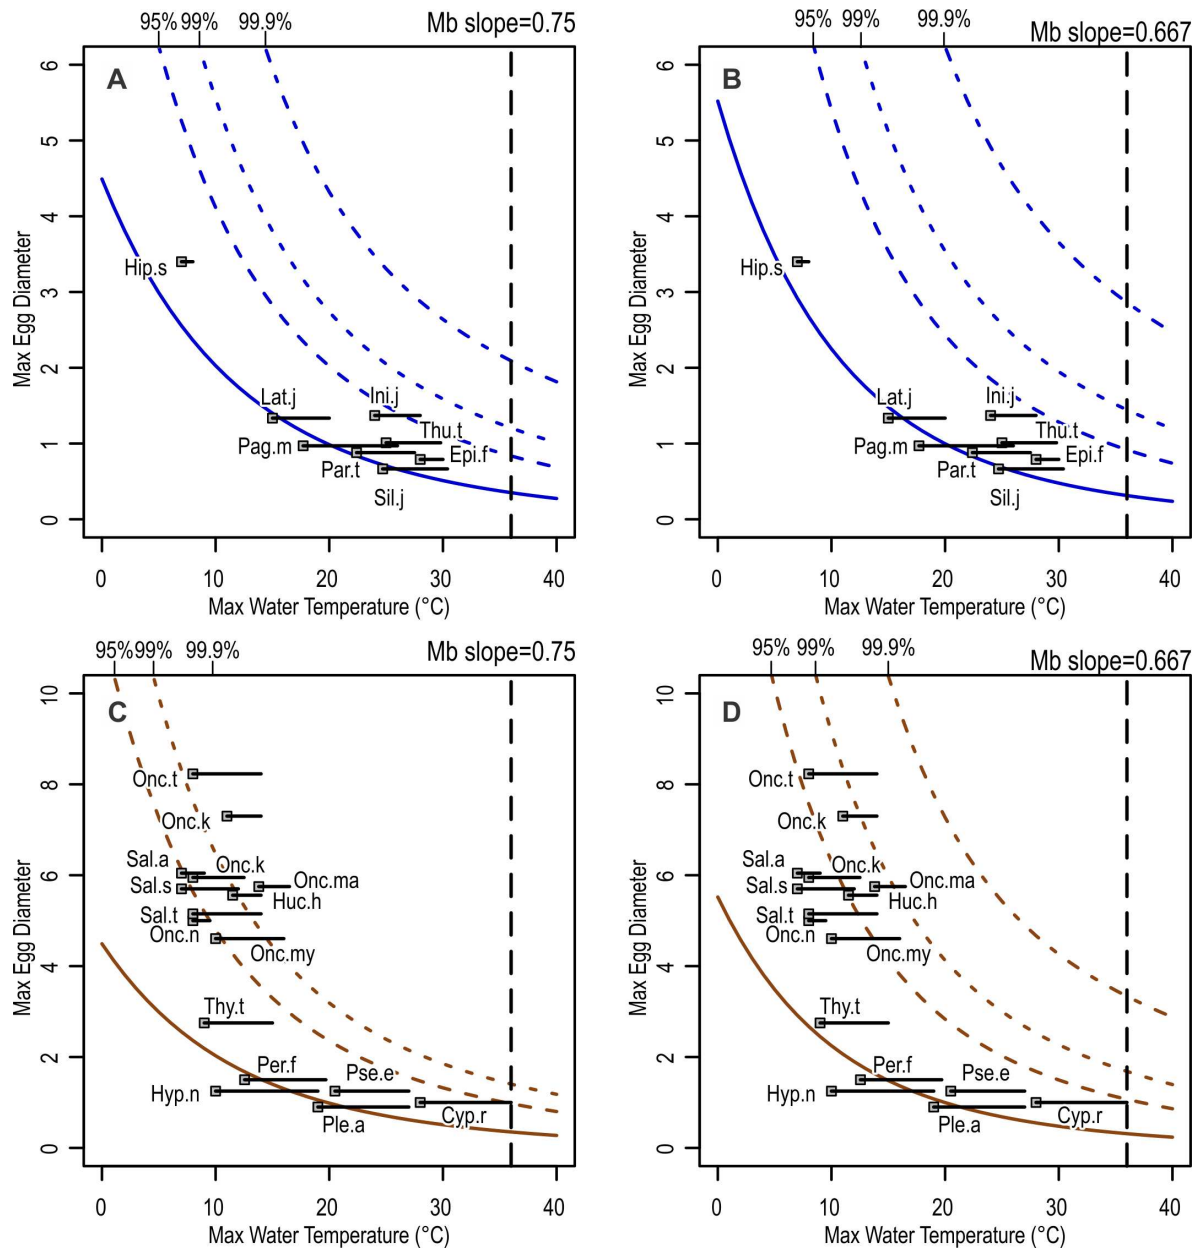 95% 99% 99.9% Mb slope=0.75
A
6
5
4
3
2
1
0
Max Egg Diameter
Hip.s
Lat.j
Ini.j
Thu.t
Pag.m
Epi.f
Par.t
Sil.j
0 10 20 30 40
Max Water Temperature (°C)
95% 99% 99.9% Mb slope=0.667
B
6
5
4
3
2
1
0
Max Egg Diameter
Hip.s
Lat.j
Ini.j
Thu.t
Pag.m
Epi.f
Par.t
Sil.j
0 10 20 30 40
Max Water Temperature (°C)
95% 99% 99.9% Mb slope=0.75
C
10
8
6
4
2
0
Max Egg Diameter
Onc.t
Onc.k
Sal.a
Onc.k
Sal.s
Onc.ma
Huc.h
Sal.t
Onc.n
Onc.my
Thy.t
Per.f
Pse.e
Hyp.n
Ple.a
Cyp.r
0 10 20 30 40
Max Water Temperature (°C)
95% 99% 99.9% Mb slope=0.667
D
10
8
6
4
2
0
Max Egg Diameter
Onc.t
Onc.k
Sal.a
Onc.k
Sal.s
Onc.ma
Huc.h
Sal.t
Onc.n
Onc.my
Thy.t
Per.f
Pse.e
Hyp.n
Ple.a
Cyp.r
0 10 20 30 40
Max Water Temperature (°C)